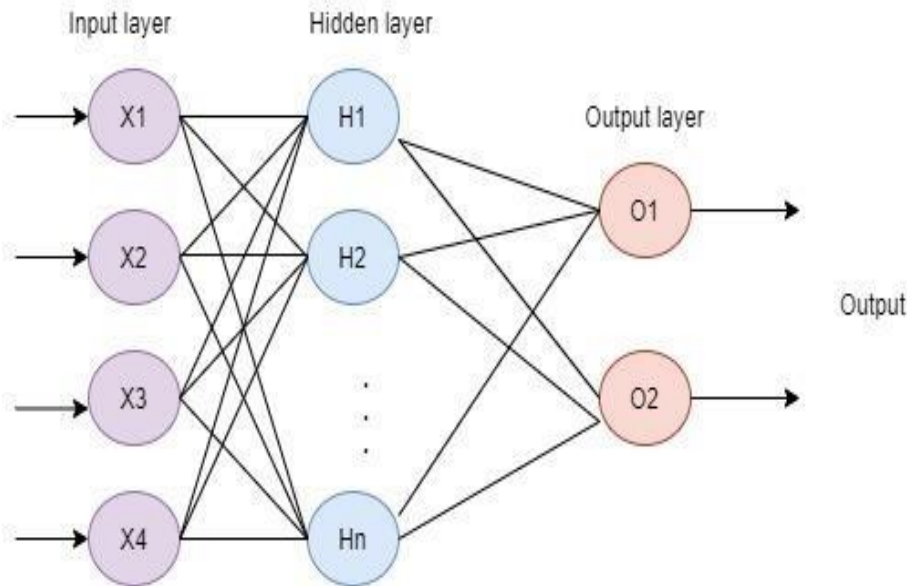 Input layer
Hidden layer
Output layer
X1
H1
X2
H2
O1
Output
X3
.
.
.
O2
X4
Hn